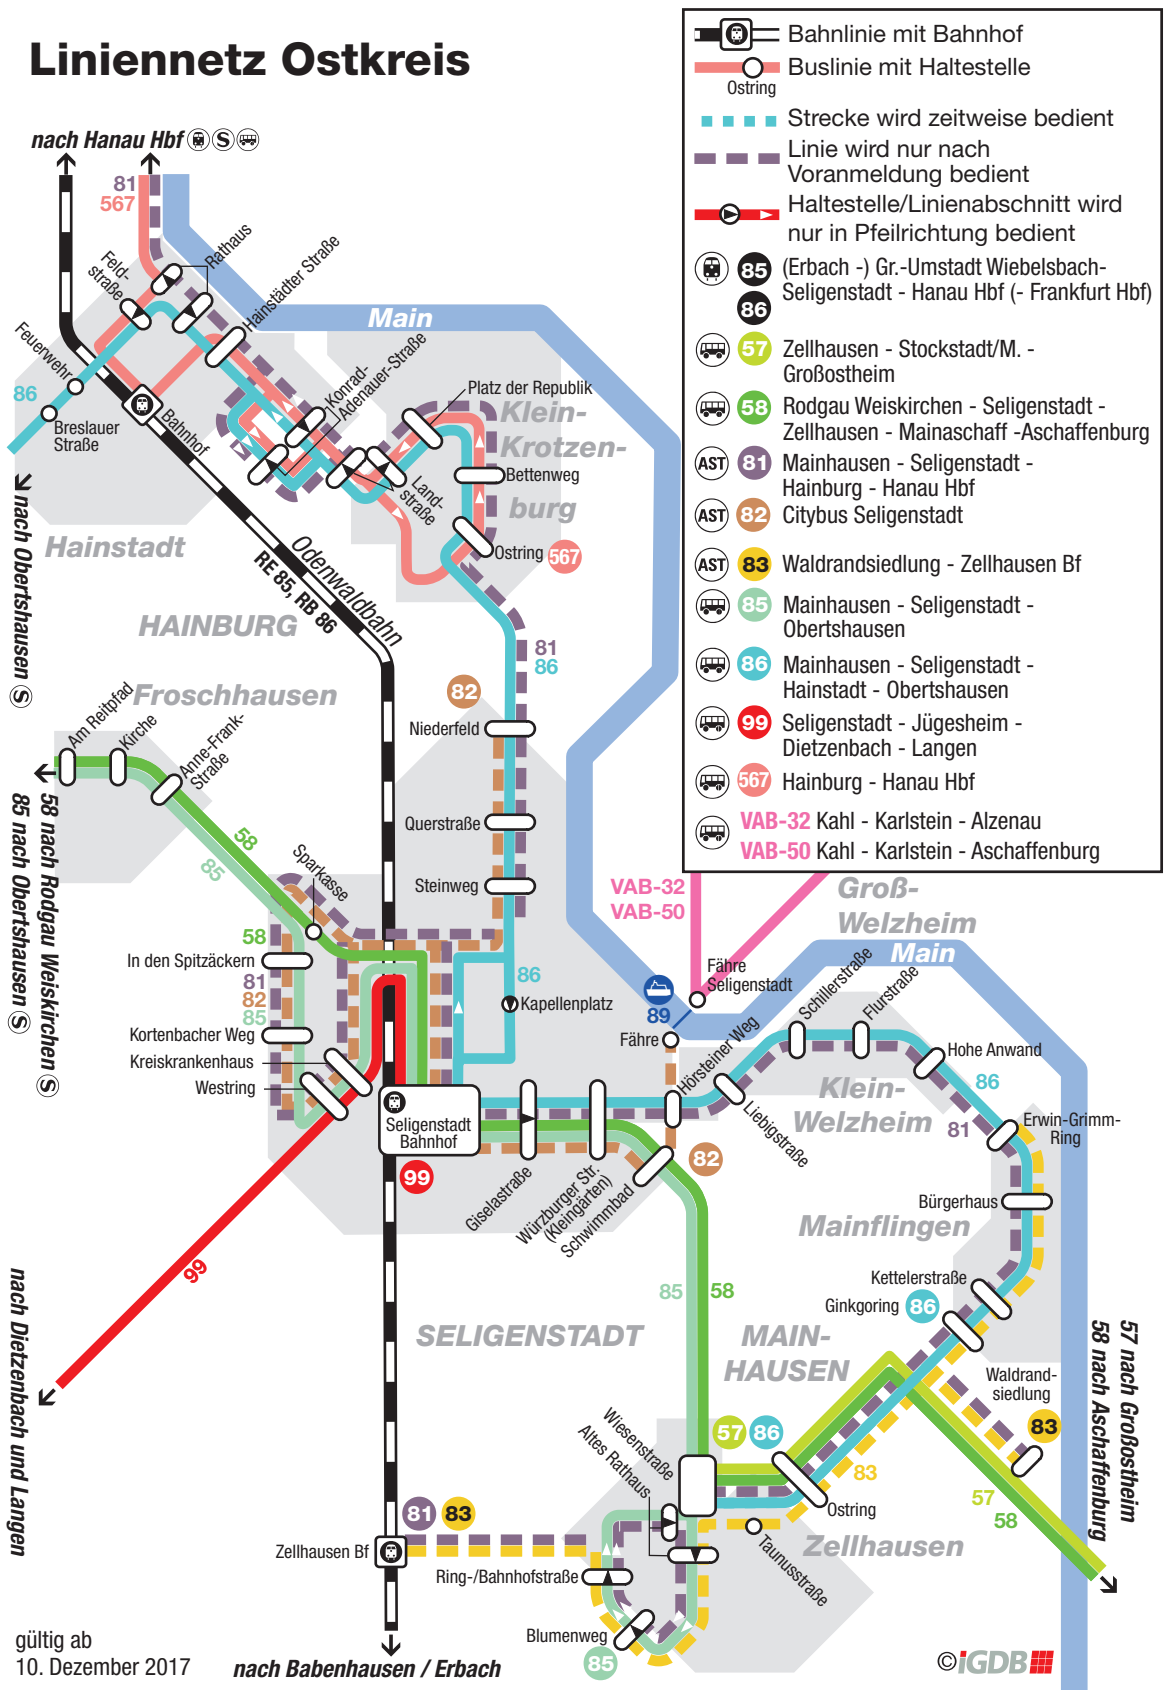 Liniennetz Ostkreis
Bahnlinie mit Bahnhof
Buslinie mit Haltestelle
Ostring
Strecke wird zeitweise bedient
Linie wird nur nach
Voranmeldung bedient
Haltestelle/Linienabschnitt wird
nur in Pfeilrichtung bedient
85 (Erbach -) Gr.-Umstadt Wiebelsbach-
86 Seligenstadt - Hanau Hbf (- Frankfurt Hbf)
57 Zellhausen - Stockstadt/M. -
Großostheim
58 Rodgau Weiskirchen - Seligenstadt -
Zellhausen - Mainaschaff -Aschaffenburg
AST 81 Mainhausen - Seligenstadt -
Hainburg - Hanau Hbf
AST 82 Citybus Seligenstadt
AST 83 Waldrandsiedlung - Zellhausen Bf
85 Mainhausen - Seligenstadt -
Obertshausen
86 Mainhausen - Seligenstadt -
Hainstadt - Obertshausen
99 Seligenstadt - Jügesheim -
Dietzenbach - Langen
567 Hainburg - Hanau Hbf
VAB-32 Kahl - Karlstein - Alzenau
VAB-50 Kahl - Karlstein - Aschaffenburg
nach Hanau Hbf S
81
567
Feld-
straße
Rathaus
Hainstädter Straße
Main
Feuerwehr
86
Breslauer
Straße
Bahnhof
Konrad-
Adenauer-Straße
Platz der Republik
Klein-
Krotzen-
burg
Bettenweg
Land-
straße
Ostring 567
nach Obertshausen S
Hainstadt
Odenwaldbahn
RE 85, RB 86
HAINBURG
81
86
82
Froschhausen
Niederfeld
Am Reitpfad
Kirche
Anne-Frank-
Straße
58 nach Rodgau Weiskirchen S
85 nach Obertshausen S
58
85
Querstraße
Sparkasse
Steinweg
VAB-32
VAB-50
Groß-
Welzheim
Main
58
In den Spitzäckern
81
82
85
Kortenbacher Weg
Kreiskrankenhaus
Westring
86
Kapellenplatz
Fähre
Seligenstadt
89
Fähre
Schillerstraße
Flurstraße
Hörsteiner Weg
Hohe Anwand
Liebigstraße
Klein-
Welzheim
86
81
Erwin-Grimm-
Ring
Seligenstadt
Bahnhof
99
82
Giselastraße
Würzburger Str.
(Kleingärten)
Schwimmbad
Bürgerhaus
Mainflingen
Kettelerstraße
Ginkgoring 86
99
nach Dietzenbach und Langen
85
58
SELIGENSTADT
MAIN-
HAUSEN
57 nach Großostheim
58 nach Aschaffenburg
Waldrand-
siedlung
83
Wiesenstraße
Altes Rathaus
57 86
83
Ostring
57
58
81 83
Zellhausen Bf
Taunusstraße
Zellhausen
Ring-/Bahnhofstraße
Blumenweg
85
gültig ab
10. Dezember 2017
nach Babenhausen / Erbach
© iGDB